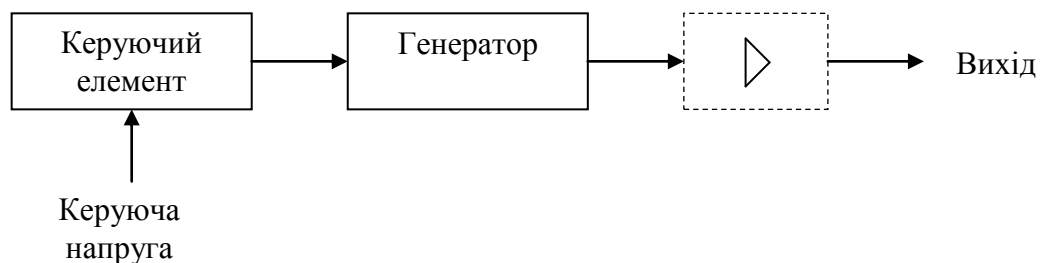 Керуючий
елемент
Генератор
Вихід
Керуюча
напруга